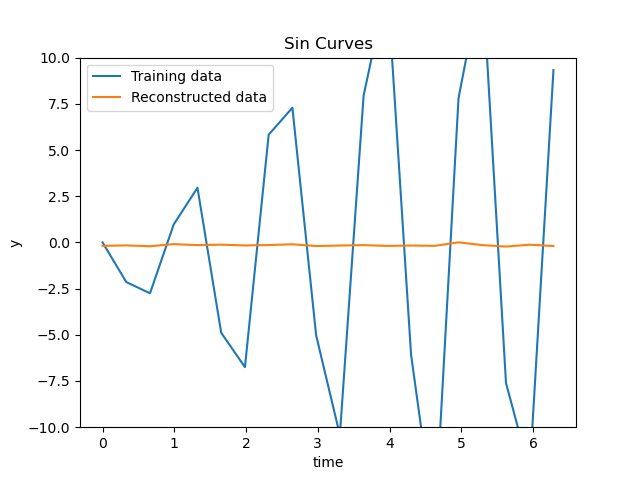 Sin Curves
Training data
Reconstructed data
10.0
7.5
5.0
2.5
0.0
−2.5
−5.0
−7.5
−10.0
y
0 1 2 3 4 5 6
time